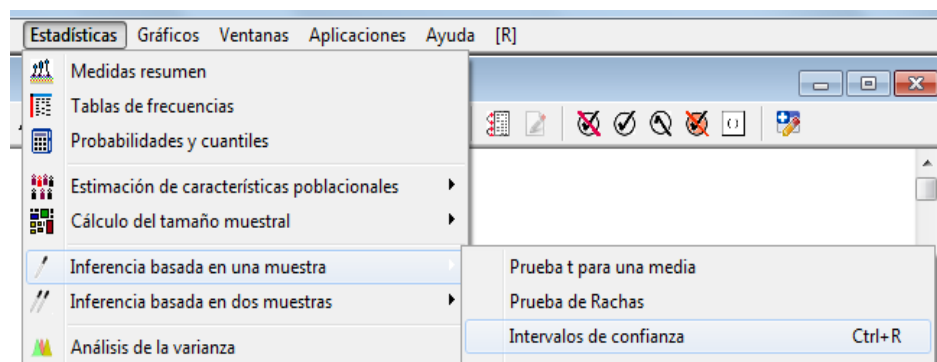 Estadísticas Gráficos Ventanas Aplicaciones Ayuda [R]
Medidas resumen
Tablas de frecuencias
Probabilidades y cuantiles
Estimación de características poblacionales
Cálculo del tamaño muestral
Inferencia basada en una muestra
Inferencia basada en dos muestras
Análisis de la varianza
Prueba t para una media
Prueba de Rachas
Intervalos de confianza Ctrl+R